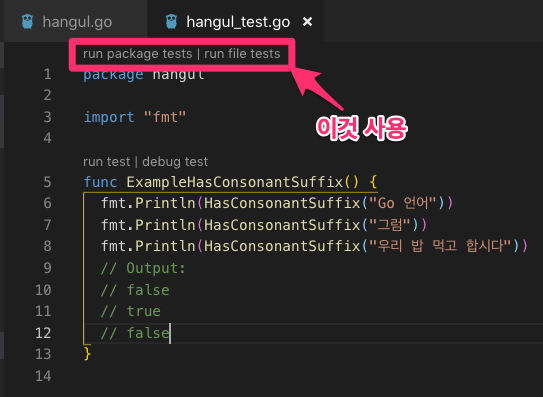 hangul.go hangul_test.go ×
run package tests | run file tests
1 package hangul
2
3 import "fmt"
4
이것 사용
run test | debug test
5 func ExampleHasConsonantSuffix() {
6 fmt.Println(HasConsonantSuffix("Go 언어"))
7 fmt.Println(HasConsonantSuffix("그럼"))
8 fmt.Println(HasConsonantSuffix("우리 밥 먹고 합시다"))
9 // Output:
10 // false
11 // true
12 // false
13 }
14